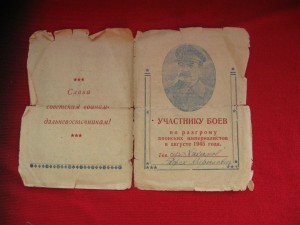 Слава
советским воинам-
дальневосточникам!
УЧАСТНИКУ БОЕВ
по разгрому
японских империалистов
в августе 1945 года.
Тов.